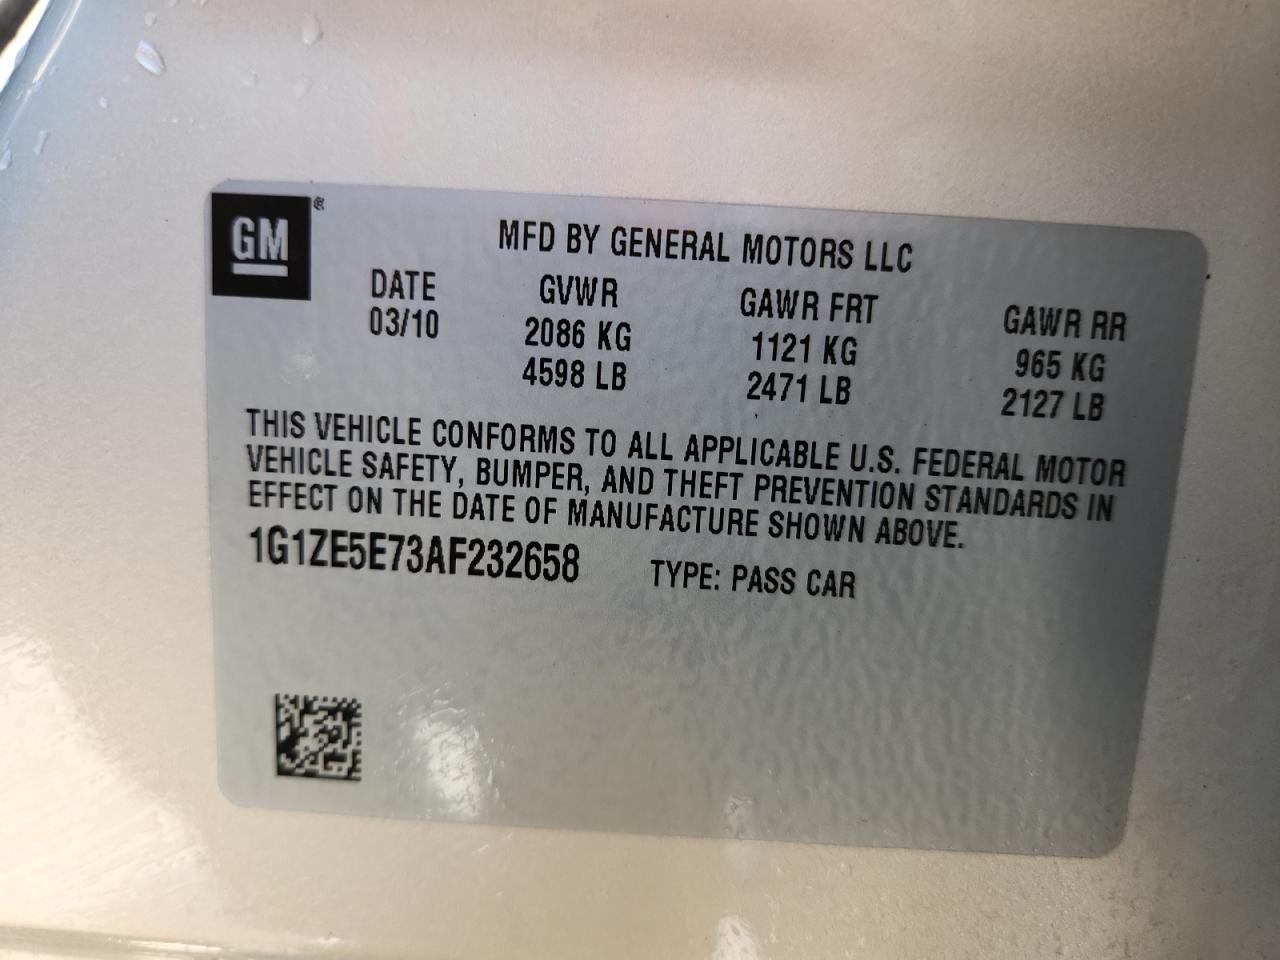 GM®
MFD BY GENERAL MOTORS LLC
DATE GVWR GAWR FRT GAWR RR
03/10 2086 KG 1121 KG 965 KG
4598 LB 2471 LB 2127 LB
THIS VEHICLE CONFORMS TO ALL APPLICABLE U.S. FEDERAL MOTOR
VEHICLE SAFETY, BUMPER, AND THEFT PREVENTION STANDARDS IN
EFFECT ON THE DATE OF MANUFACTURE SHOWN ABOVE.
1G1ZE5E73AF232658 TYPE: PASS CAR